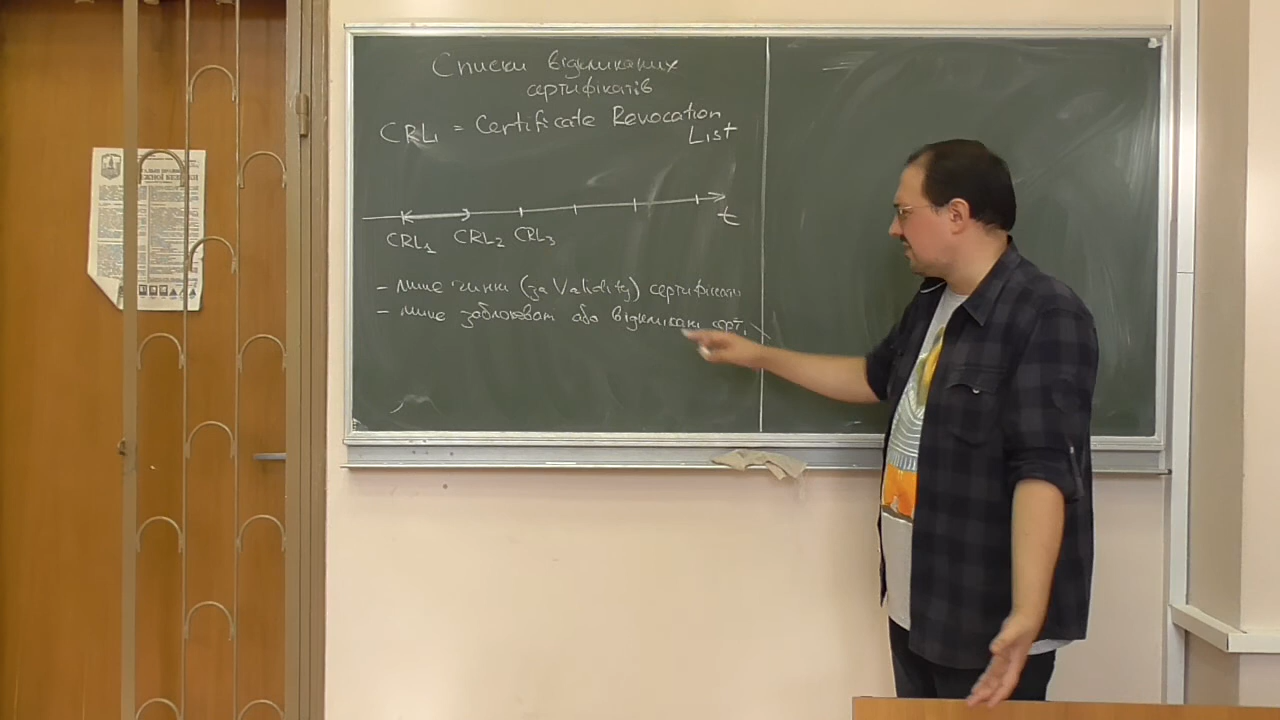 Списки відкликаних
сертифікатів
CRL = Certificate Revocation
List
t
CRL1 CRL2 CRL3
- лише чинні (за Validity) сертифікати
- лише заблоковані або відкликані серт.